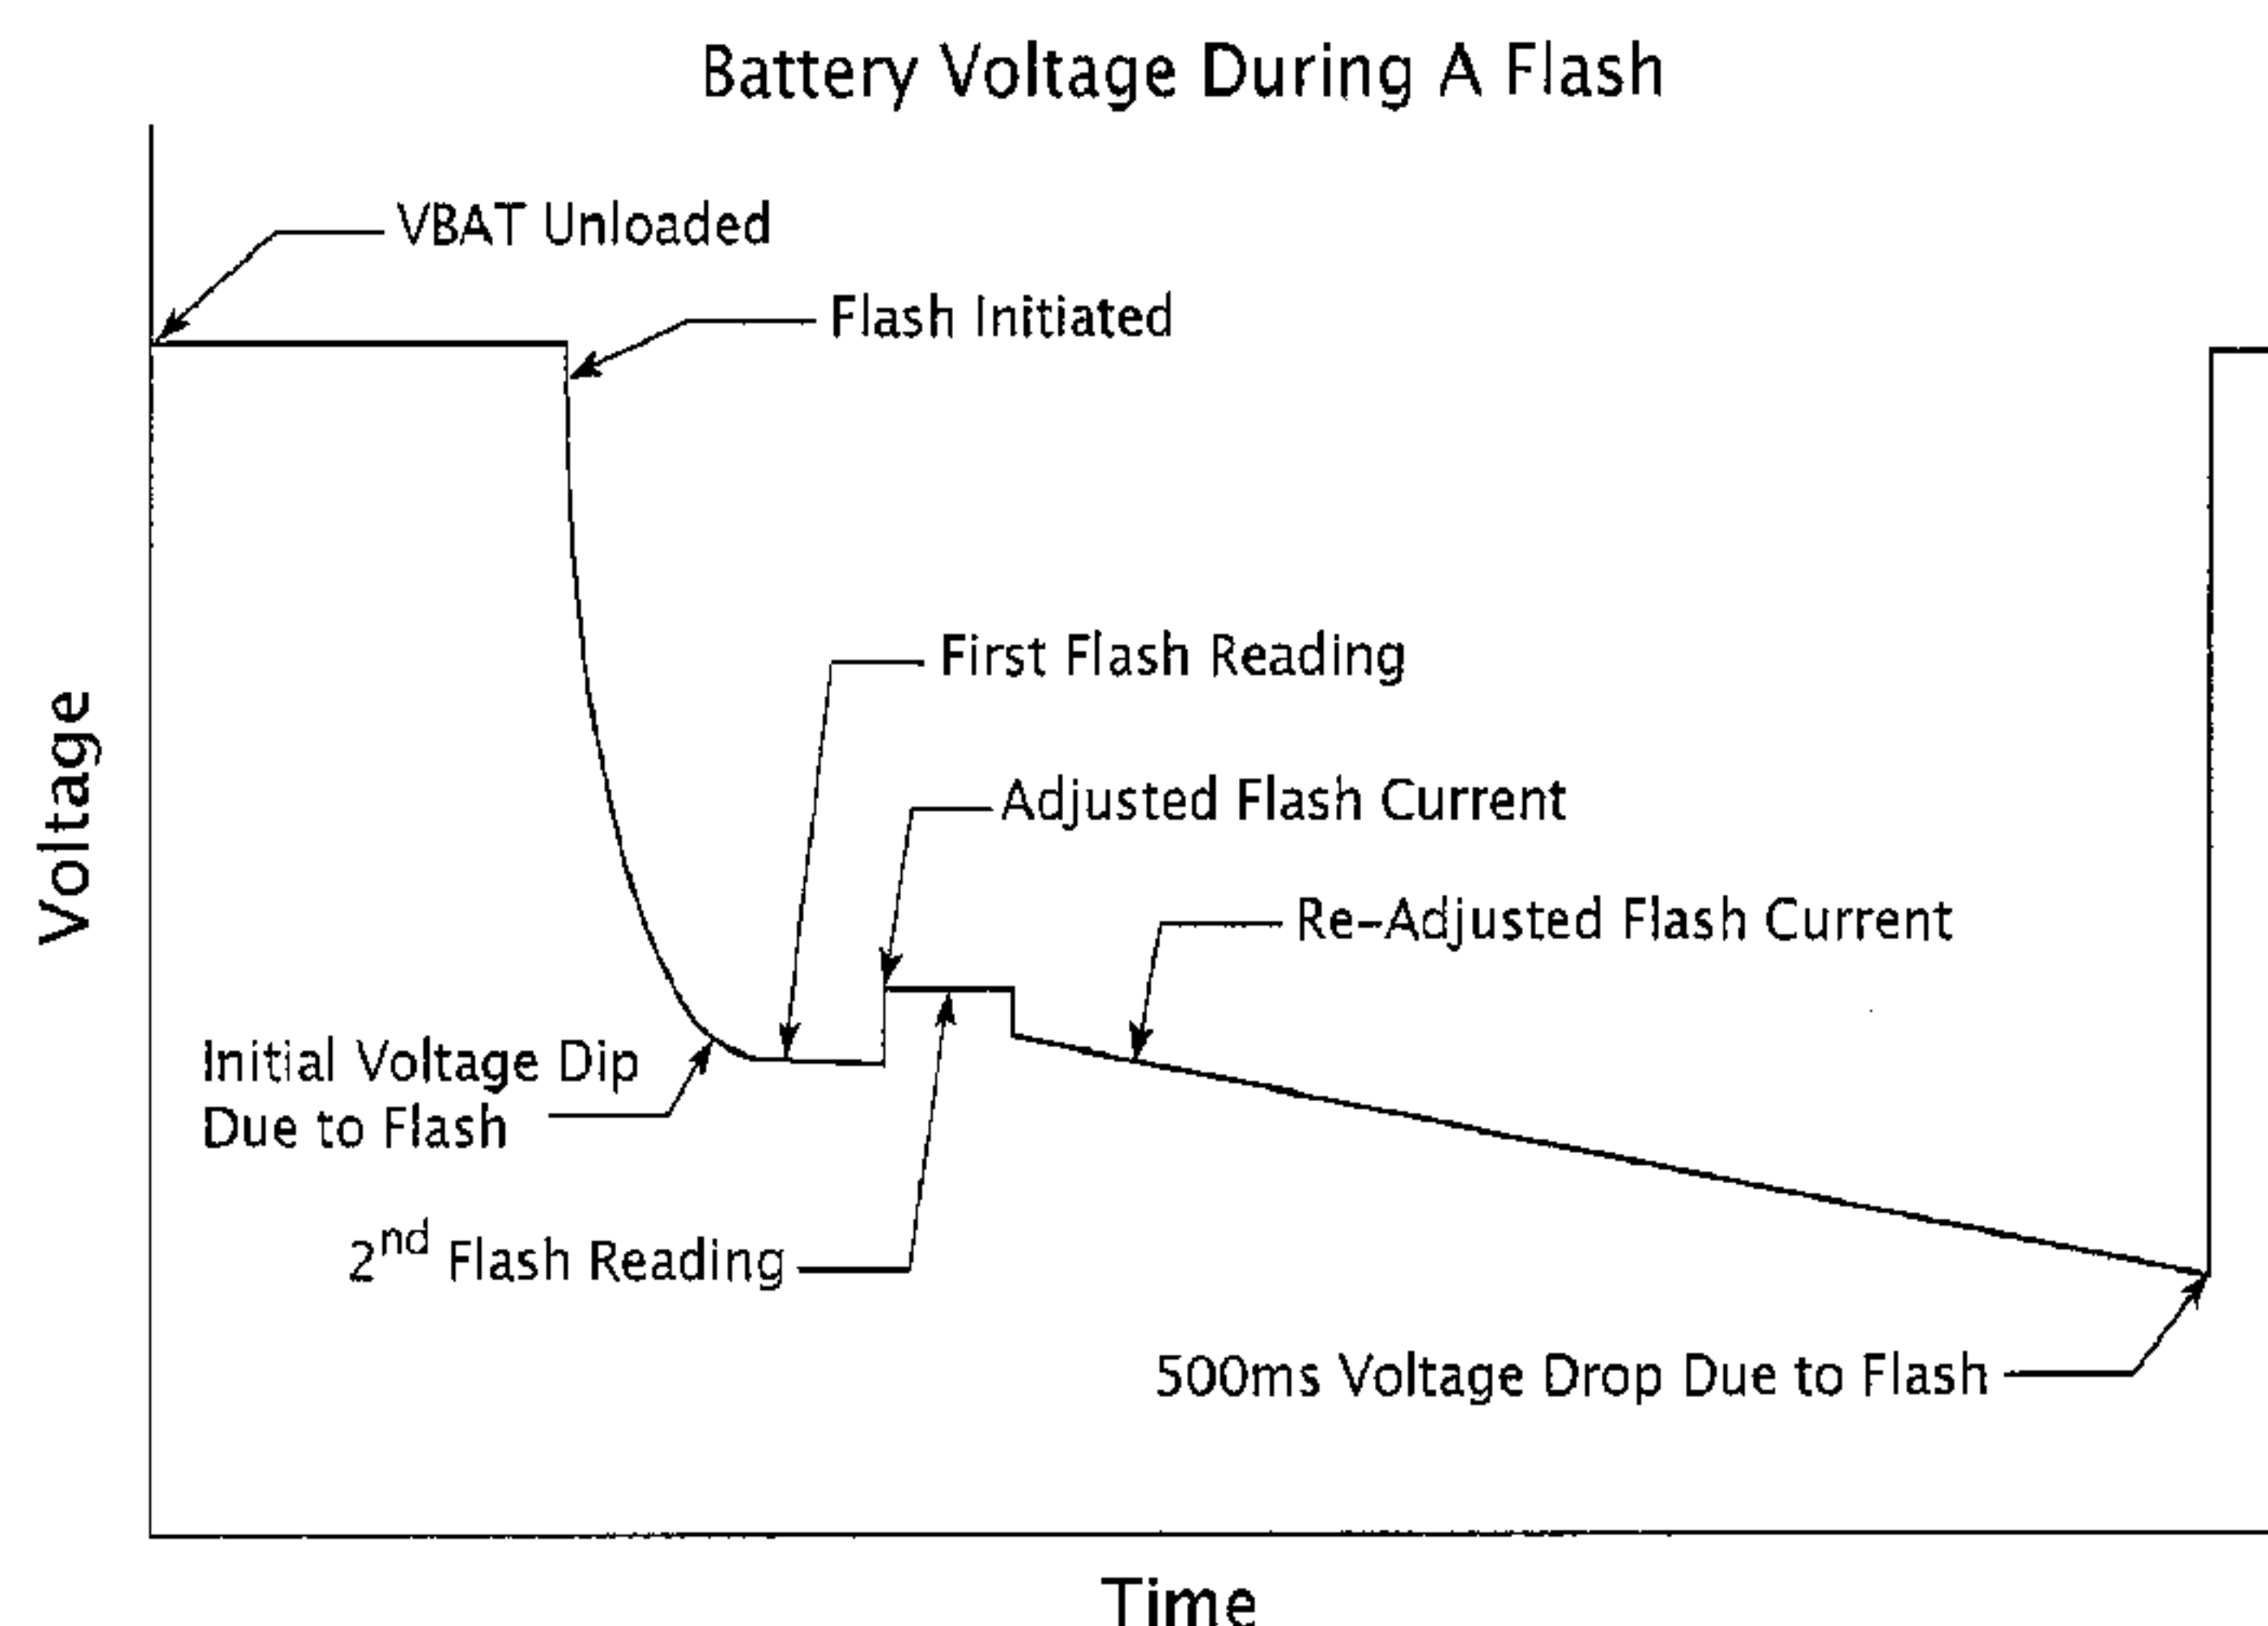 Battery Voltage During A Flash
VBAT Unloaded
Flash Initiated
First Flash Reading
Adjusted Flash Current
Re-Adjusted Flash Current
Initial Voltage Dip
Due to Flash
2nd Flash Reading
500ms Voltage Drop Due to Flash
Voltage
Time